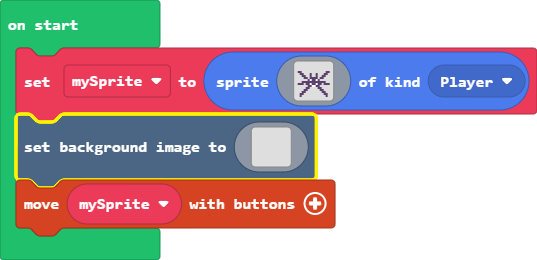 on start
set mySprite to sprite of kind Player
set background image to
move mySprite with buttons